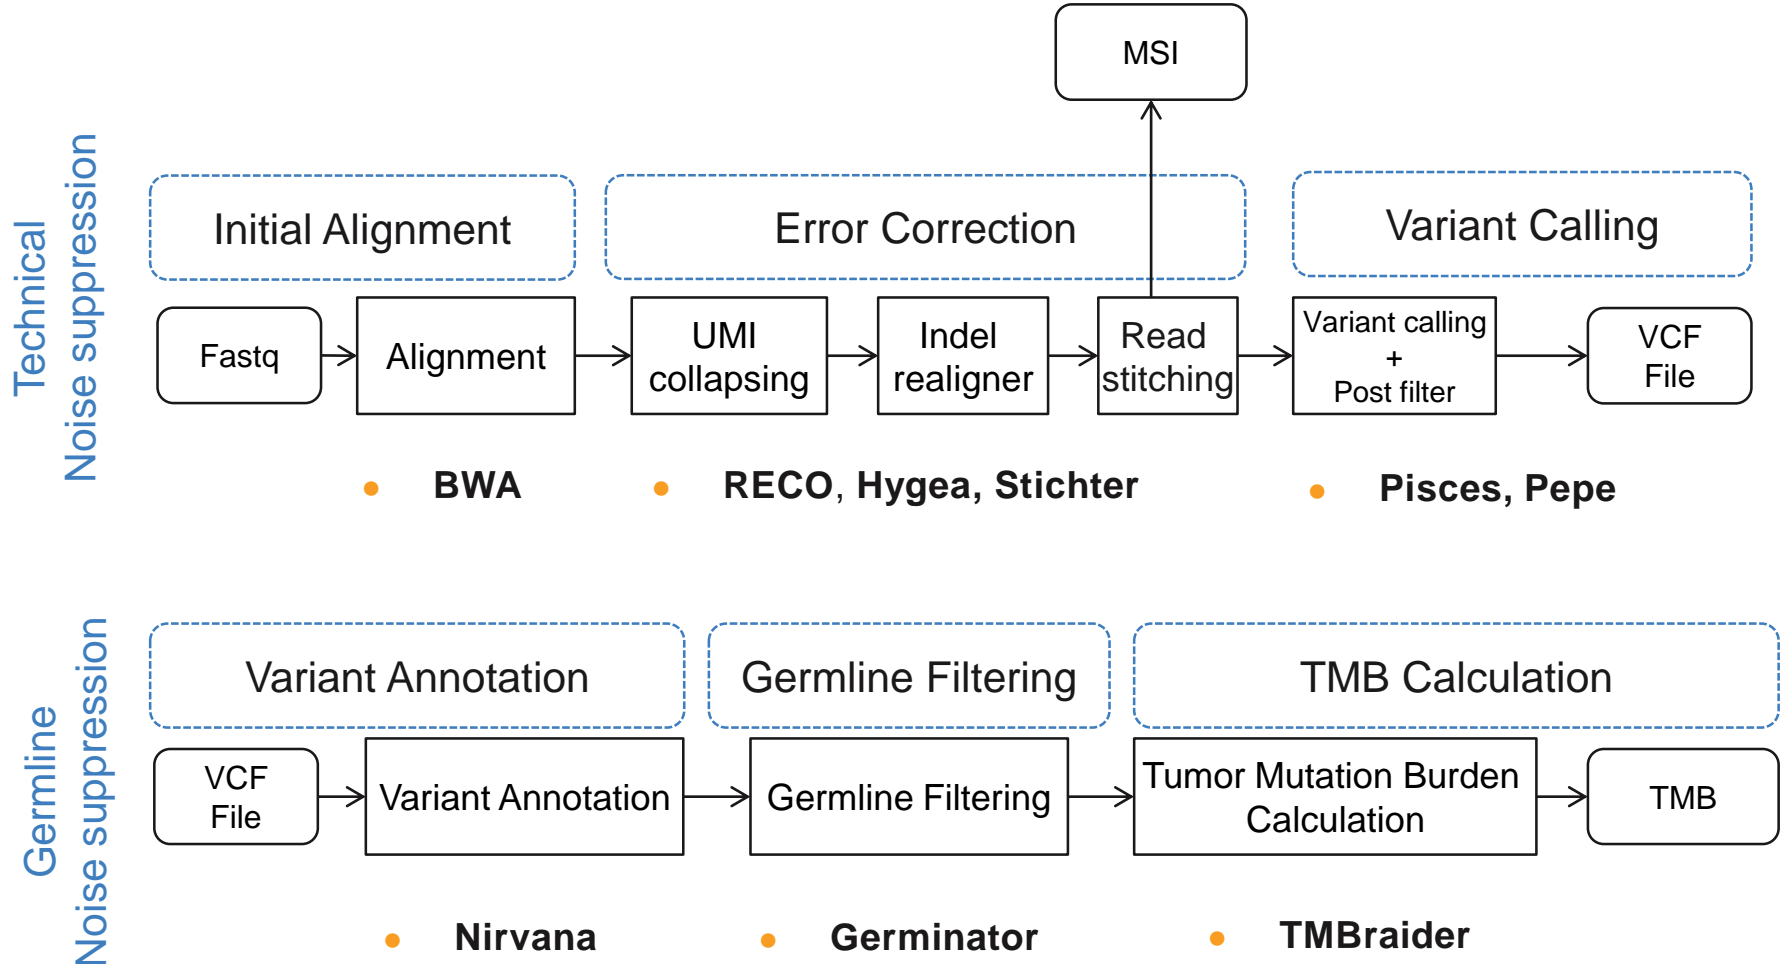 MSI
Technical
Noise suppression
Initial Alignment
Error Correction
Variant Calling
Fastq
Alignment
UMI
collapsing
Indel
realigner
Read
stitching
Variant calling
+
Post filter
VCF
File
BWA
RECO, Hygea, Stichter
Pisces, Pepe
Germline
Noise suppression
Variant Annotation
Germline Filtering
TMB Calculation
VCF
File
Variant Annotation
Germline Filtering
Tumor Mutation Burden
Calculation
TMB
Nirvana
Germinator
TMBraider